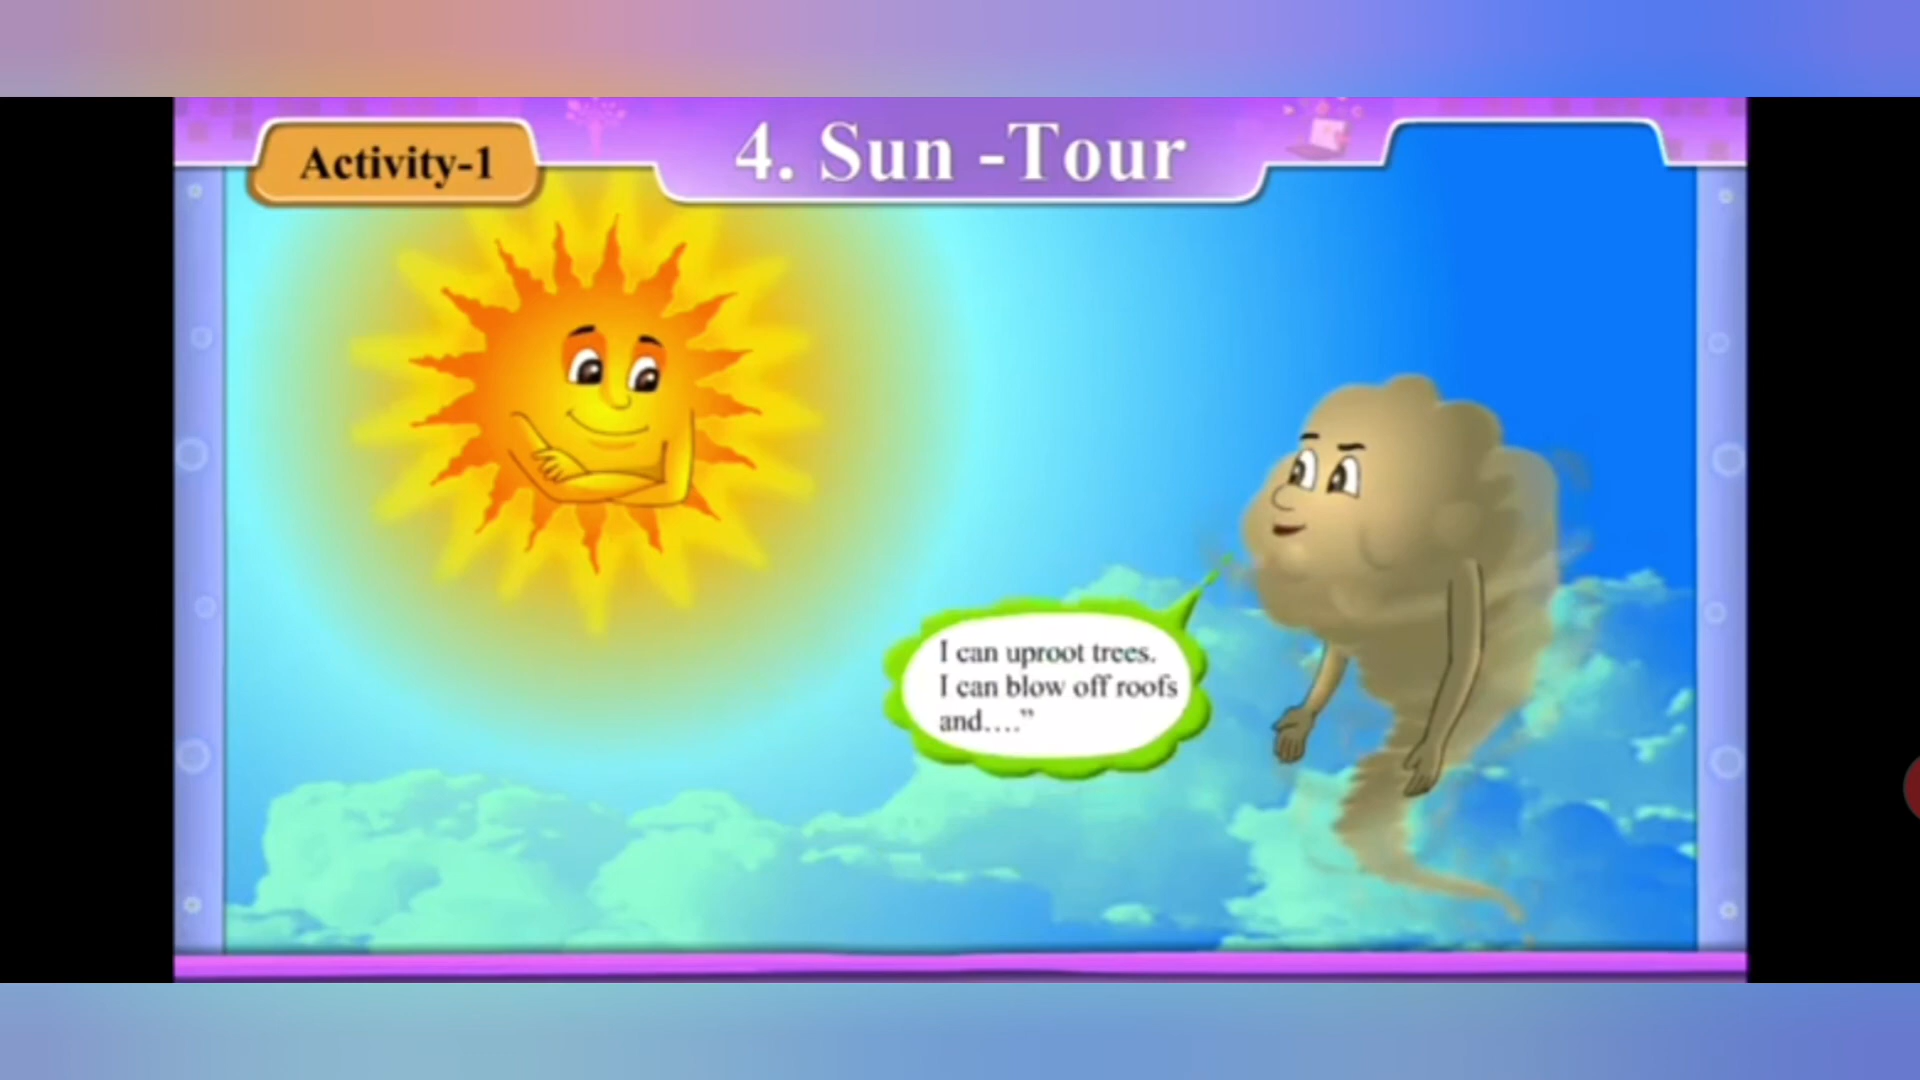 Activity-1
4. Sun -Tour
I can uproot trees.
I can blow off roofs
and....”